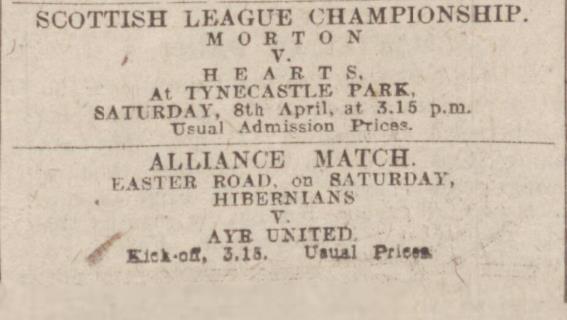 SCOTTISH LEAGUE CHAMPIONSHIP.
MORTON
V.
HEARTS,
At TYNECASTLE PARK,
SATURDAY, 8th April, at 3.15 p.m.
Usual Admission Prices.
ALLIANCE MATCH.
EASTER ROAD, on SATURDAY,
HIBERNIANS
V.
AYR UNITED.
Kick-off, 3.15. Usual Prices